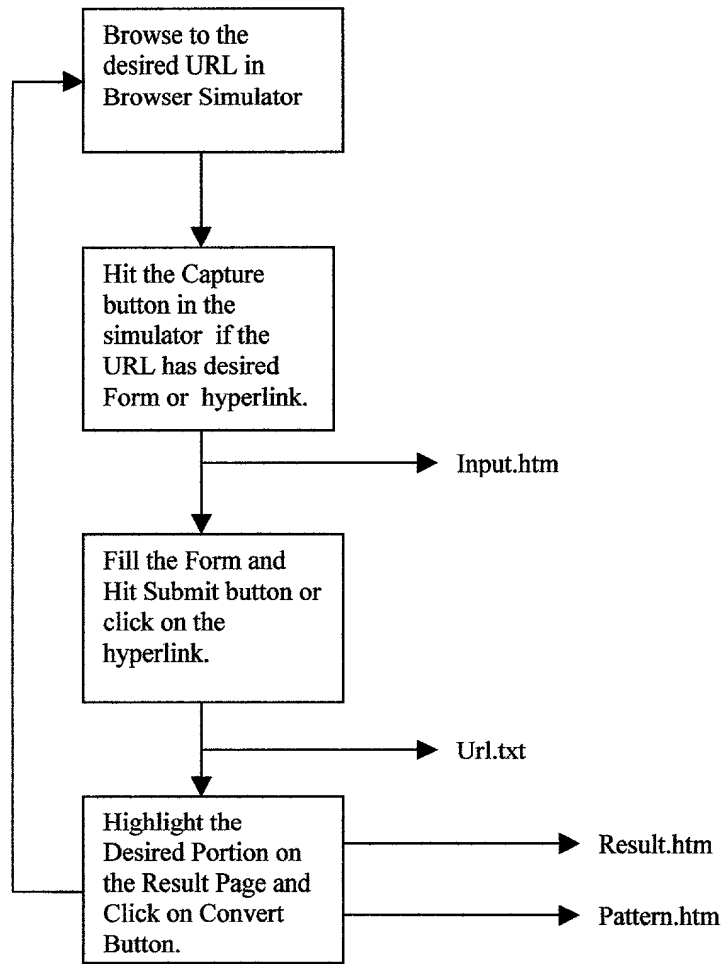 Browse to the
desired URL in
Browser Simulator
Hit the Capture
button in the
simulator if the
URL has desired
Form or hyperlink.
Input.htm
Fill the Form and
Hit Submit button or
click on the
hyperlink.
Url.txt
Highlight the
Desired Portion on
the Result Page and
Click on Convert
Button.
Result.htm
Pattern.htm